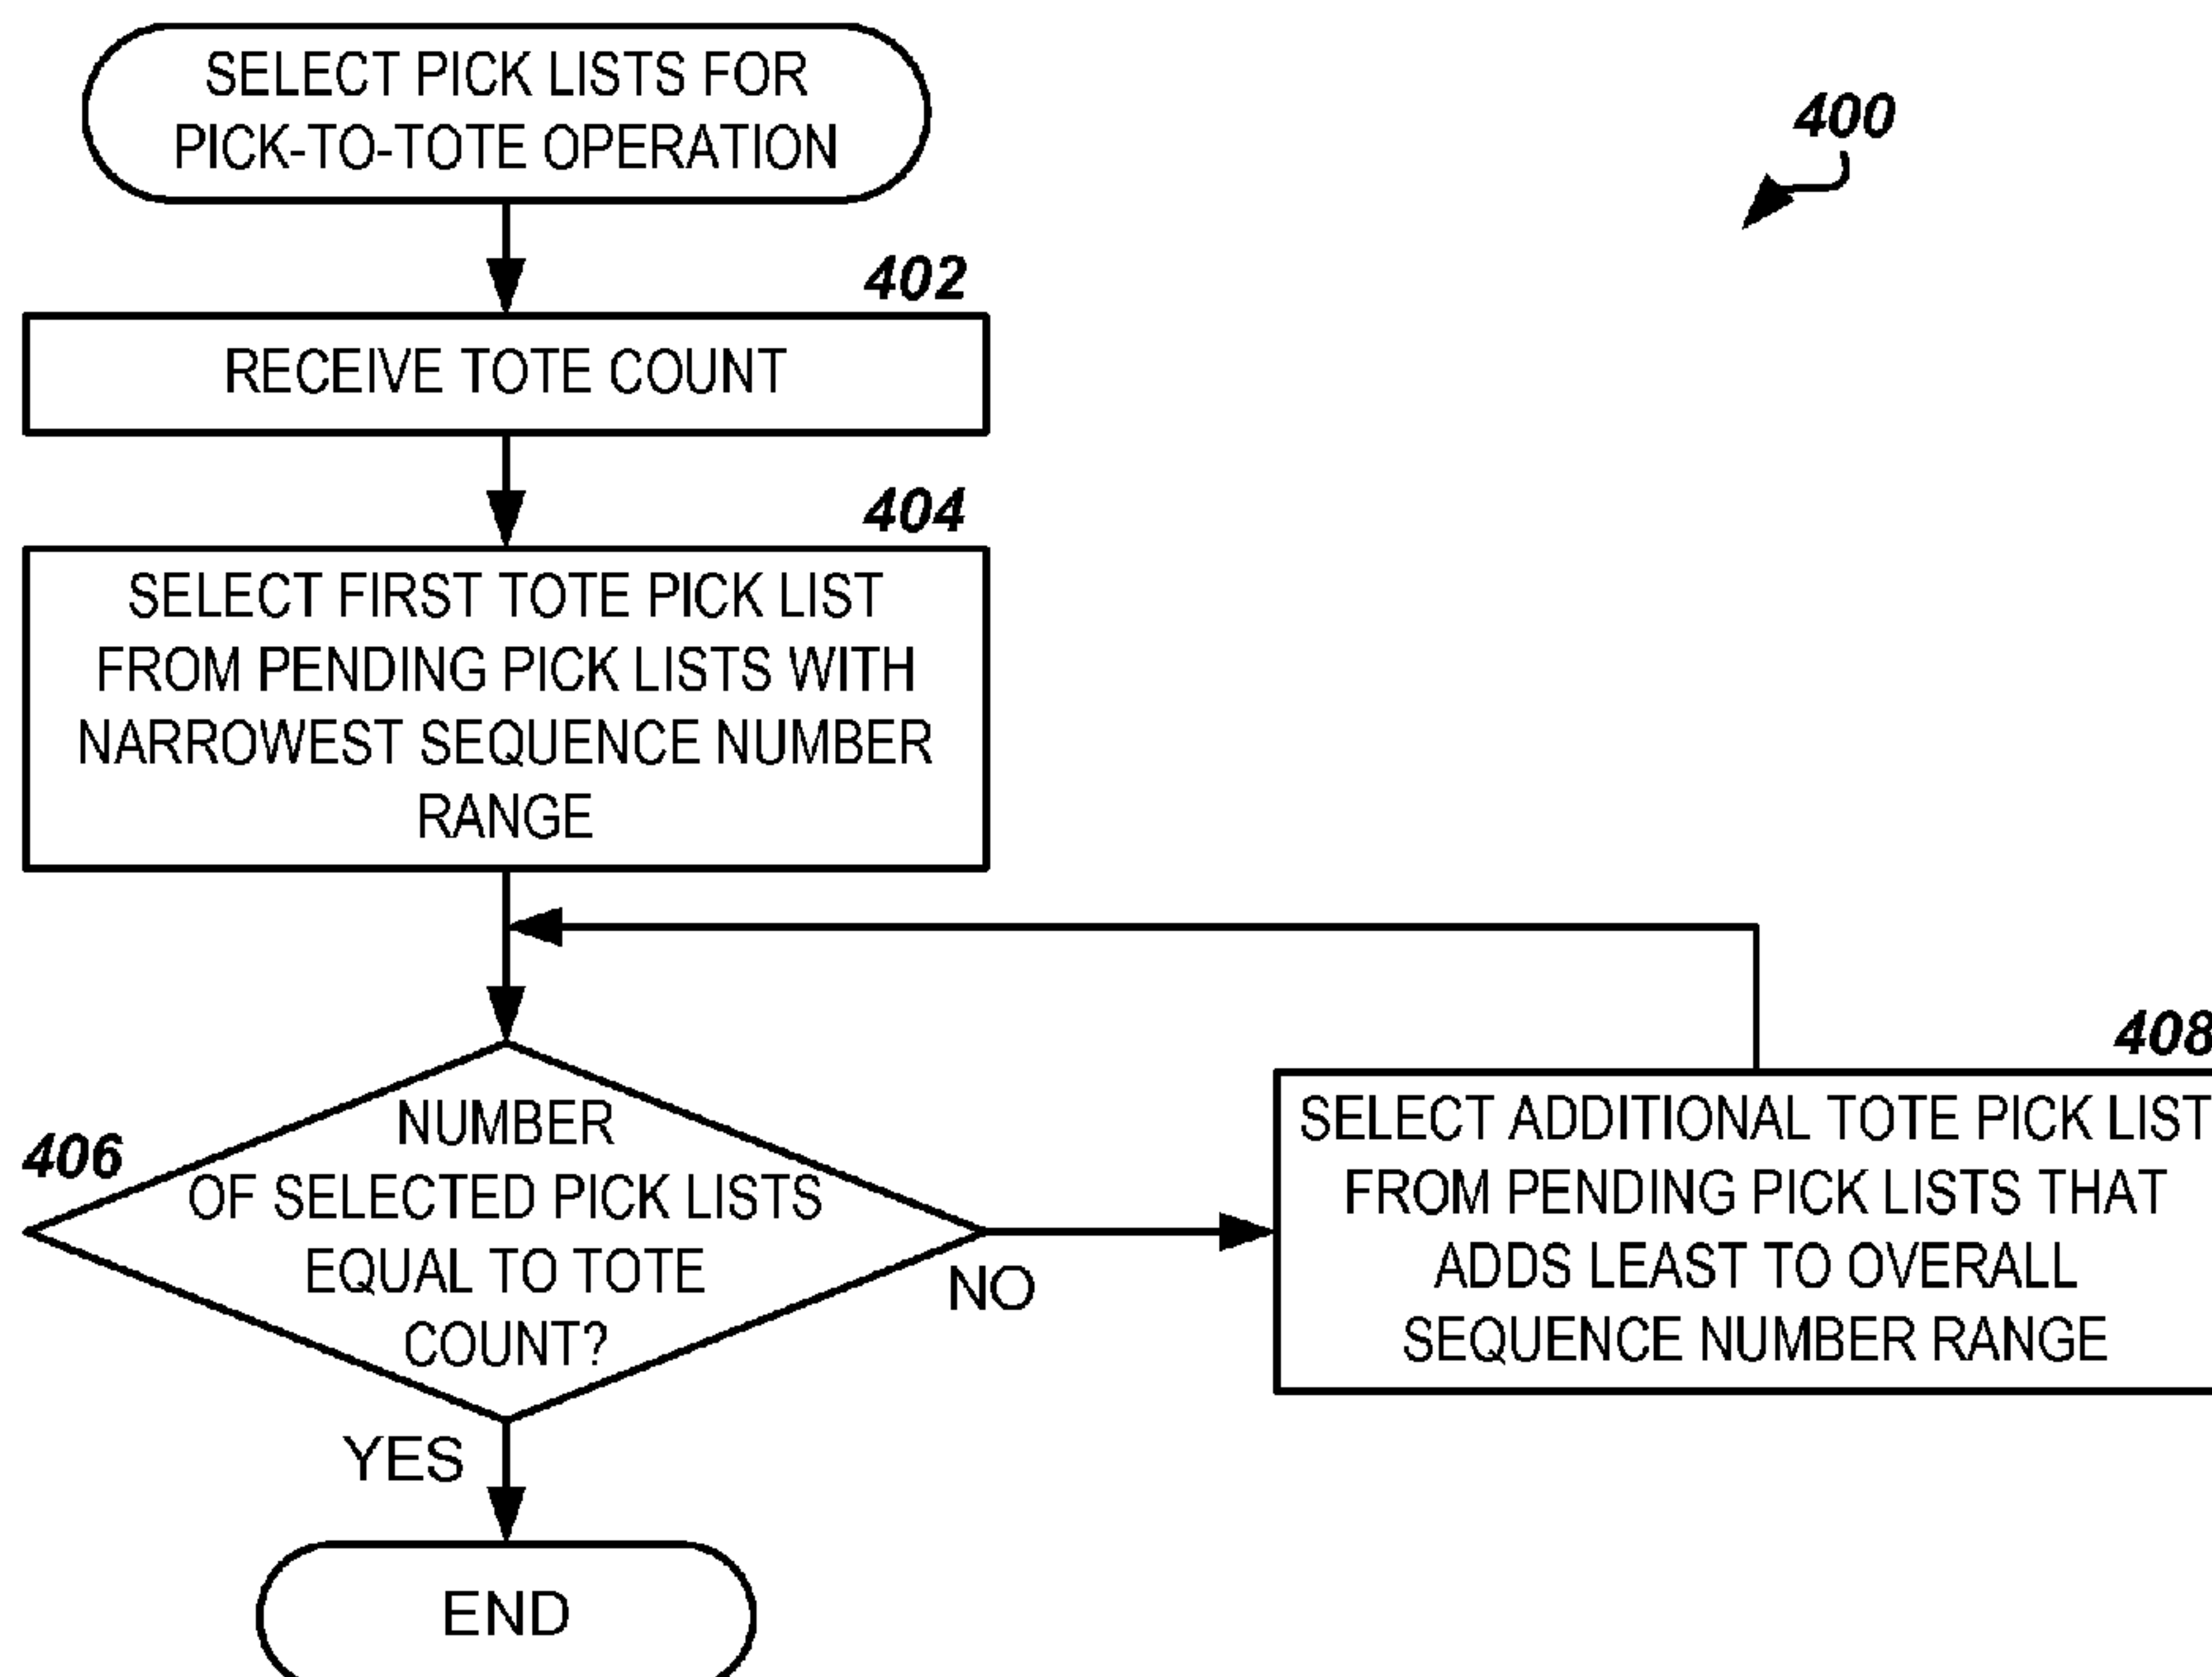 SELECT PICK LISTS FOR
PICK-TO-TOTE OPERATION
400
402
RECEIVE TOTE COUNT
404
SELECT FIRST TOTE PICK LIST
FROM PENDING PICK LISTS WITH
NARROWEST SEQUENCE NUMBER
RANGE
406
NUMBER
OF SELECTED PICK LISTS
EQUAL TO TOTE
COUNT?
NO
408
SELECT ADDITIONAL TOTE PICK LIST
FROM PENDING PICK LISTS THAT
ADDS LEAST TO OVERALL
SEQUENCE NUMBER RANGE
YES
END